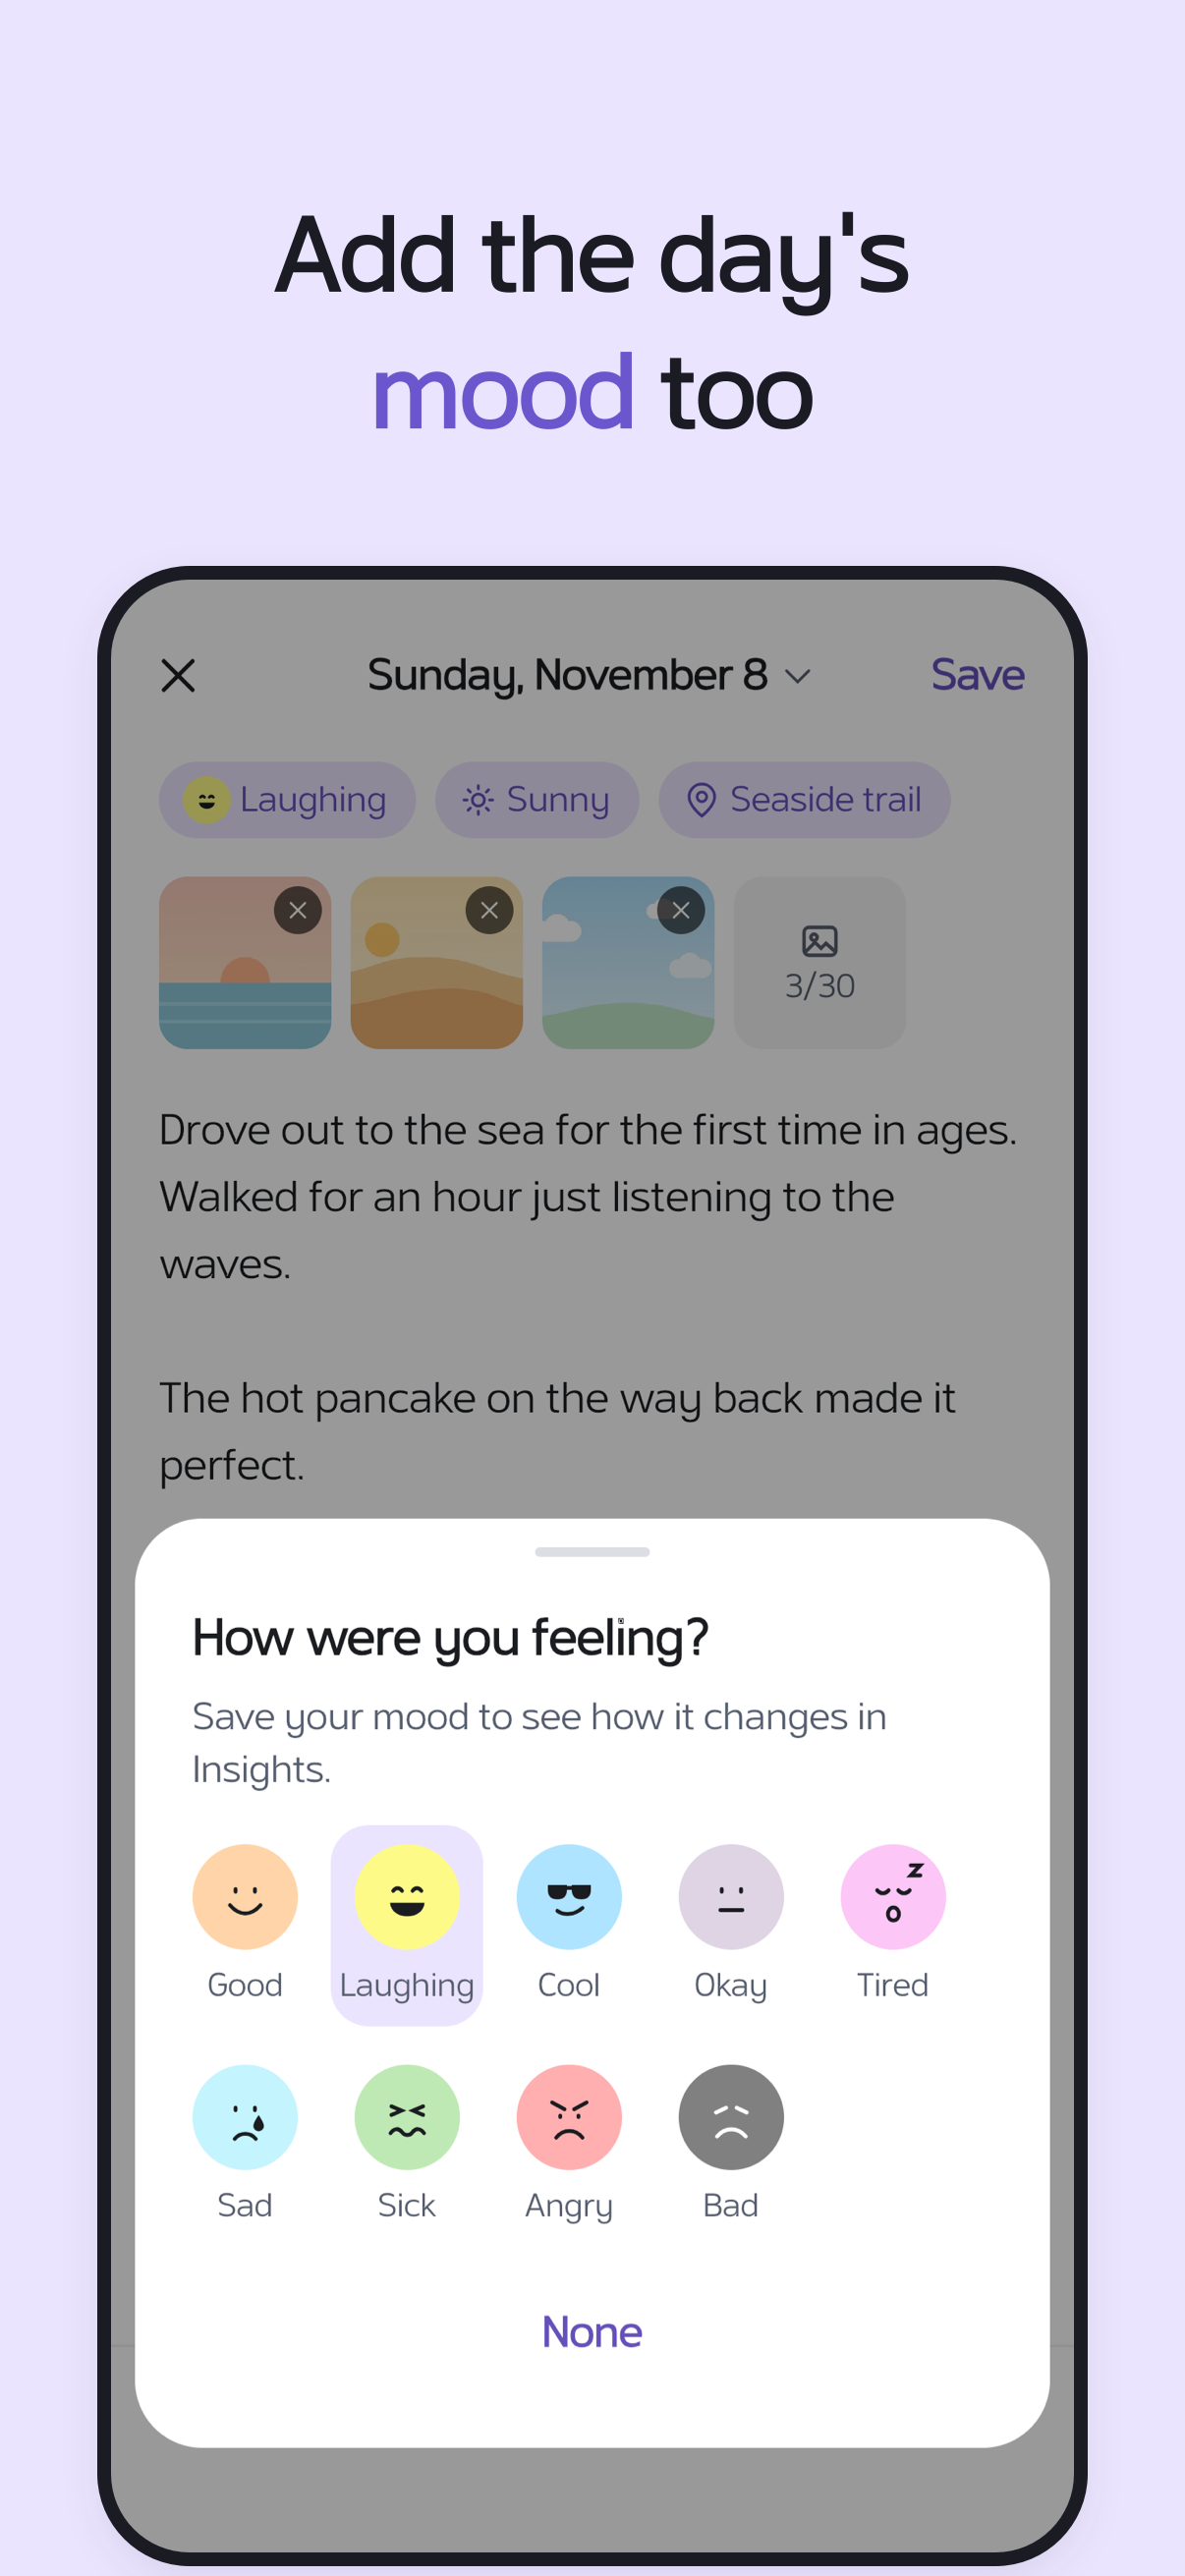 Add the day's
mood too
Sunday, November 8
Save
Laughing
Sunny
Seaside trail
3/30
Drove out to the sea for the first time in ages.
Walked for an hour just listening to the
waves.
The hot pancake on the way back made it
perfect.
How were you feeling?
Save your mood to see how it changes in
Insights.
Good
Laughing
Cool
Okay
Tired
Sad
Sick
Angry
Bad
None